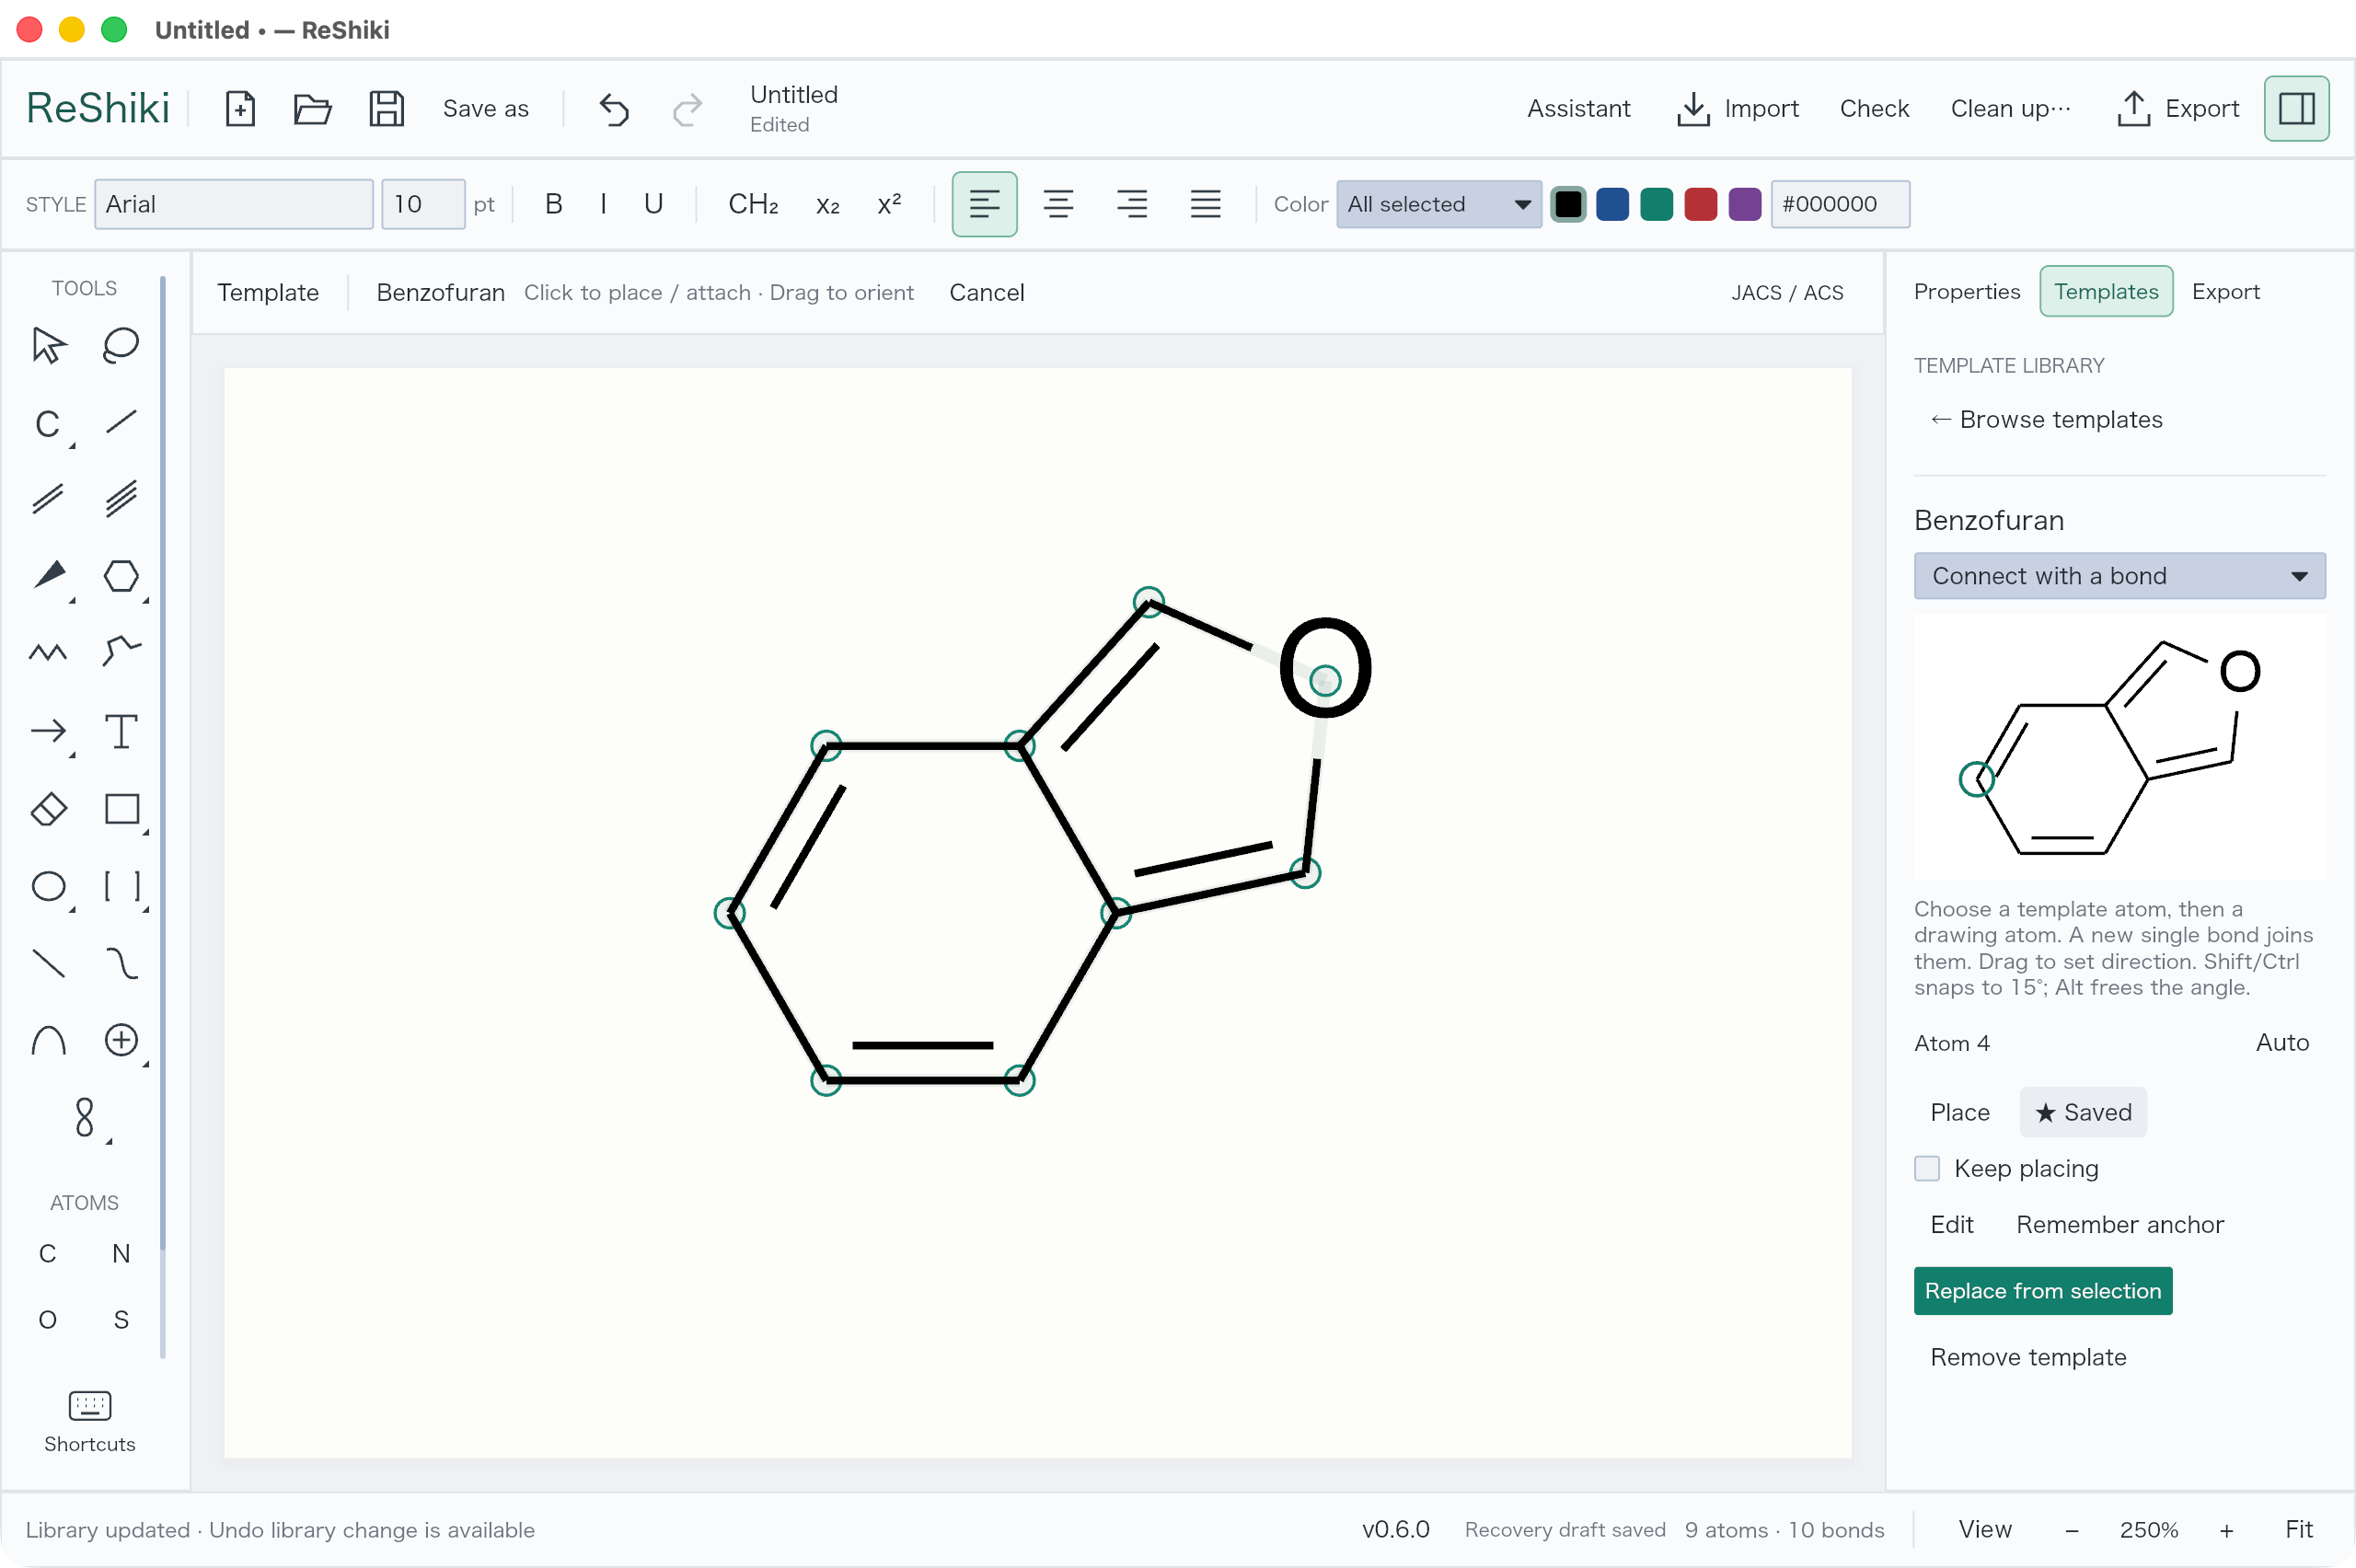 Untitled • — ReShiki
ReShiki
Save as
Untitled
Edited
Assistant
Import
Check
Clean up···
Export
STYLE
Arial
10
pt
B
I
U
CH₂
x₂
x²
Color
All selected
#000000
TOOLS
C
T
[ ]
ATOMS
C N
O S
Shortcuts
Template
Benzofuran
Click to place / attach · Drag to orient
Cancel
JACS / ACS
O
Properties
Templates
Export
TEMPLATE LIBRARY
← Browse templates
Benzofuran
Connect with a bond
O
Choose a template atom, then a
drawing atom. A new single bond joins
them. Drag to set direction. Shift/Ctrl
snaps to 15°; Alt frees the angle.
Atom 4
Auto
Place
★ Saved
Keep placing
Edit
Remember anchor
Replace from selection
Remove template
Library updated · Undo library change is available
v0.6.0
Recovery draft saved
9 atoms · 10 bonds
View
−
250%
+
Fit